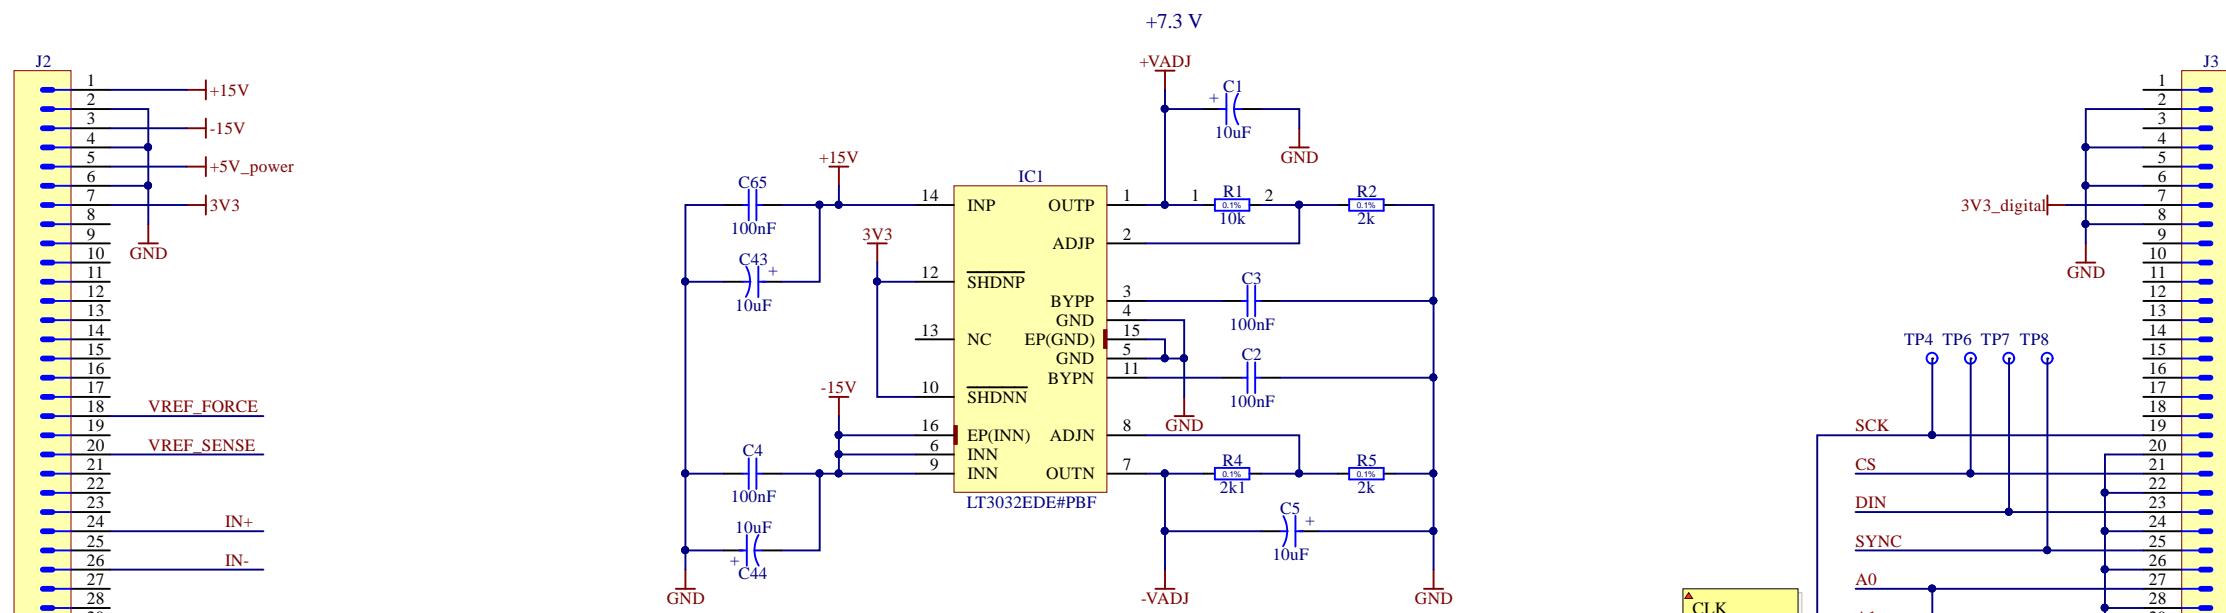 +7.3 V
J2
1
2
3
4
5
6
7
8
9
10
11
12
13
14
15
16
17
18
19
20
21
22
23
24
25
26
27
28
+15V
-15V
+5V_power
3V3
GND
VREF_FORCE
VREF_SENSE
IN+
IN-
+15V
C65
100nF
3V3
C43
+
10uF
-15V
C4
100nF
10uF
+
C44
GND
IC1
14 INP
12 SHDNP
13 NC
10 SHDNN
16 EP(INN)
6 INN
9 INN
OUTP 1
ADJP 2
BYPP 3
GND 4
EP(GND) 15
GND 5
BYPN 11
ADJN 8
OUTN 7
LT3032EDE#PBF
+VADJ
C1
+
10uF
GND
1 R1 2
0.1%
10k
R2
0.1%
2k
C3
100nF
C2
100nF
GND
R4
0.1%
2k1
R5
0.1%
2k
C5
+
10uF
-VADJ
GND
J3
1
2
3
4
5
6
7
8
9
10
11
12
13
14
15
16
17
18
19
20
21
22
23
24
25
26
27
28
3V3_digital
GND
TP4 TP6 TP7 TP8
SCK
CS
DIN
SYNC
A0
CLK